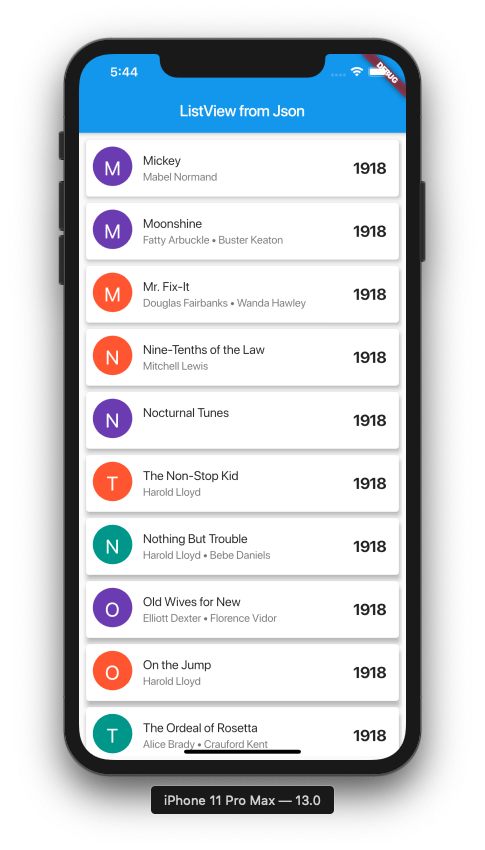 5:44
DEBUG
ListView from Json
M
Mickey
Mabel Normand
1918
M
Moonshine
Fatty Arbuckle • Buster Keaton
1918
M
Mr. Fix-It
Douglas Fairbanks • Wanda Hawley
1918
N
Nine-Tenths of the Law
Mitchell Lewis
1918
N
Nocturnal Tunes
1918
T
The Non-Stop Kid
Harold Lloyd
1918
N
Nothing But Trouble
Harold Lloyd • Bebe Daniels
1918
O
Old Wives for New
Elliott Dexter • Florence Vidor
1918
O
On the Jump
Harold Lloyd
1918
T
The Ordeal of Rosetta
Alice Brady • Crauford Kent
1918
iPhone 11 Pro Max — 13.0